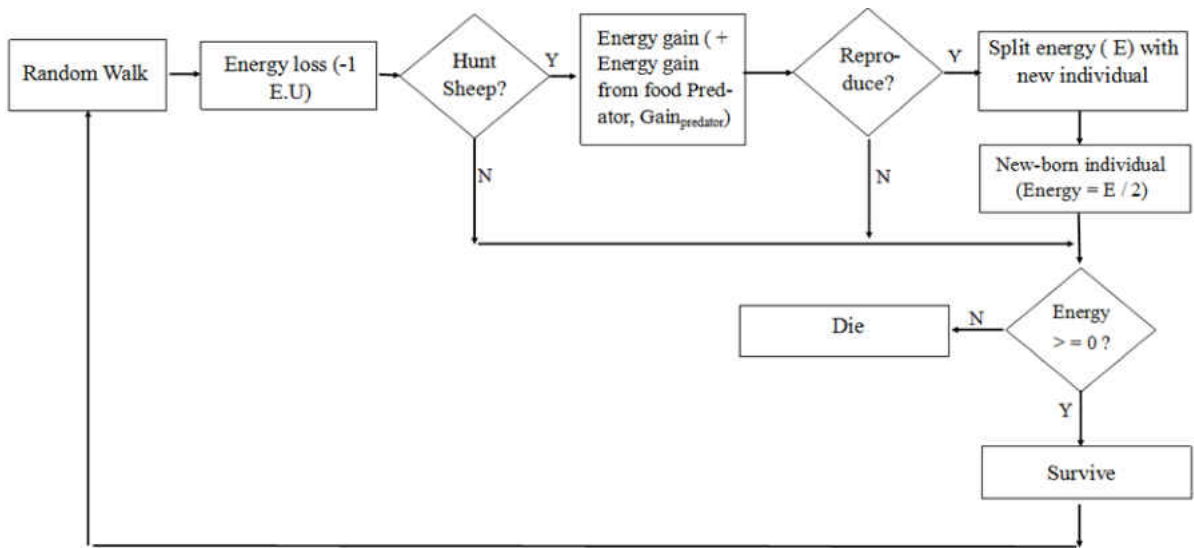 Random Walk
Energy loss (-1
E.U)
Hunt
Sheep?
Y
Energy gain ( +
Energy gain
from food Pred-
ator, Gainpredator)
Repro-
duce?
Y
Split energy ( E) with
new individual
N
N
New-born individual
(Energy = E / 2)
Energy
> = 0 ?
N
Die
Y
Survive